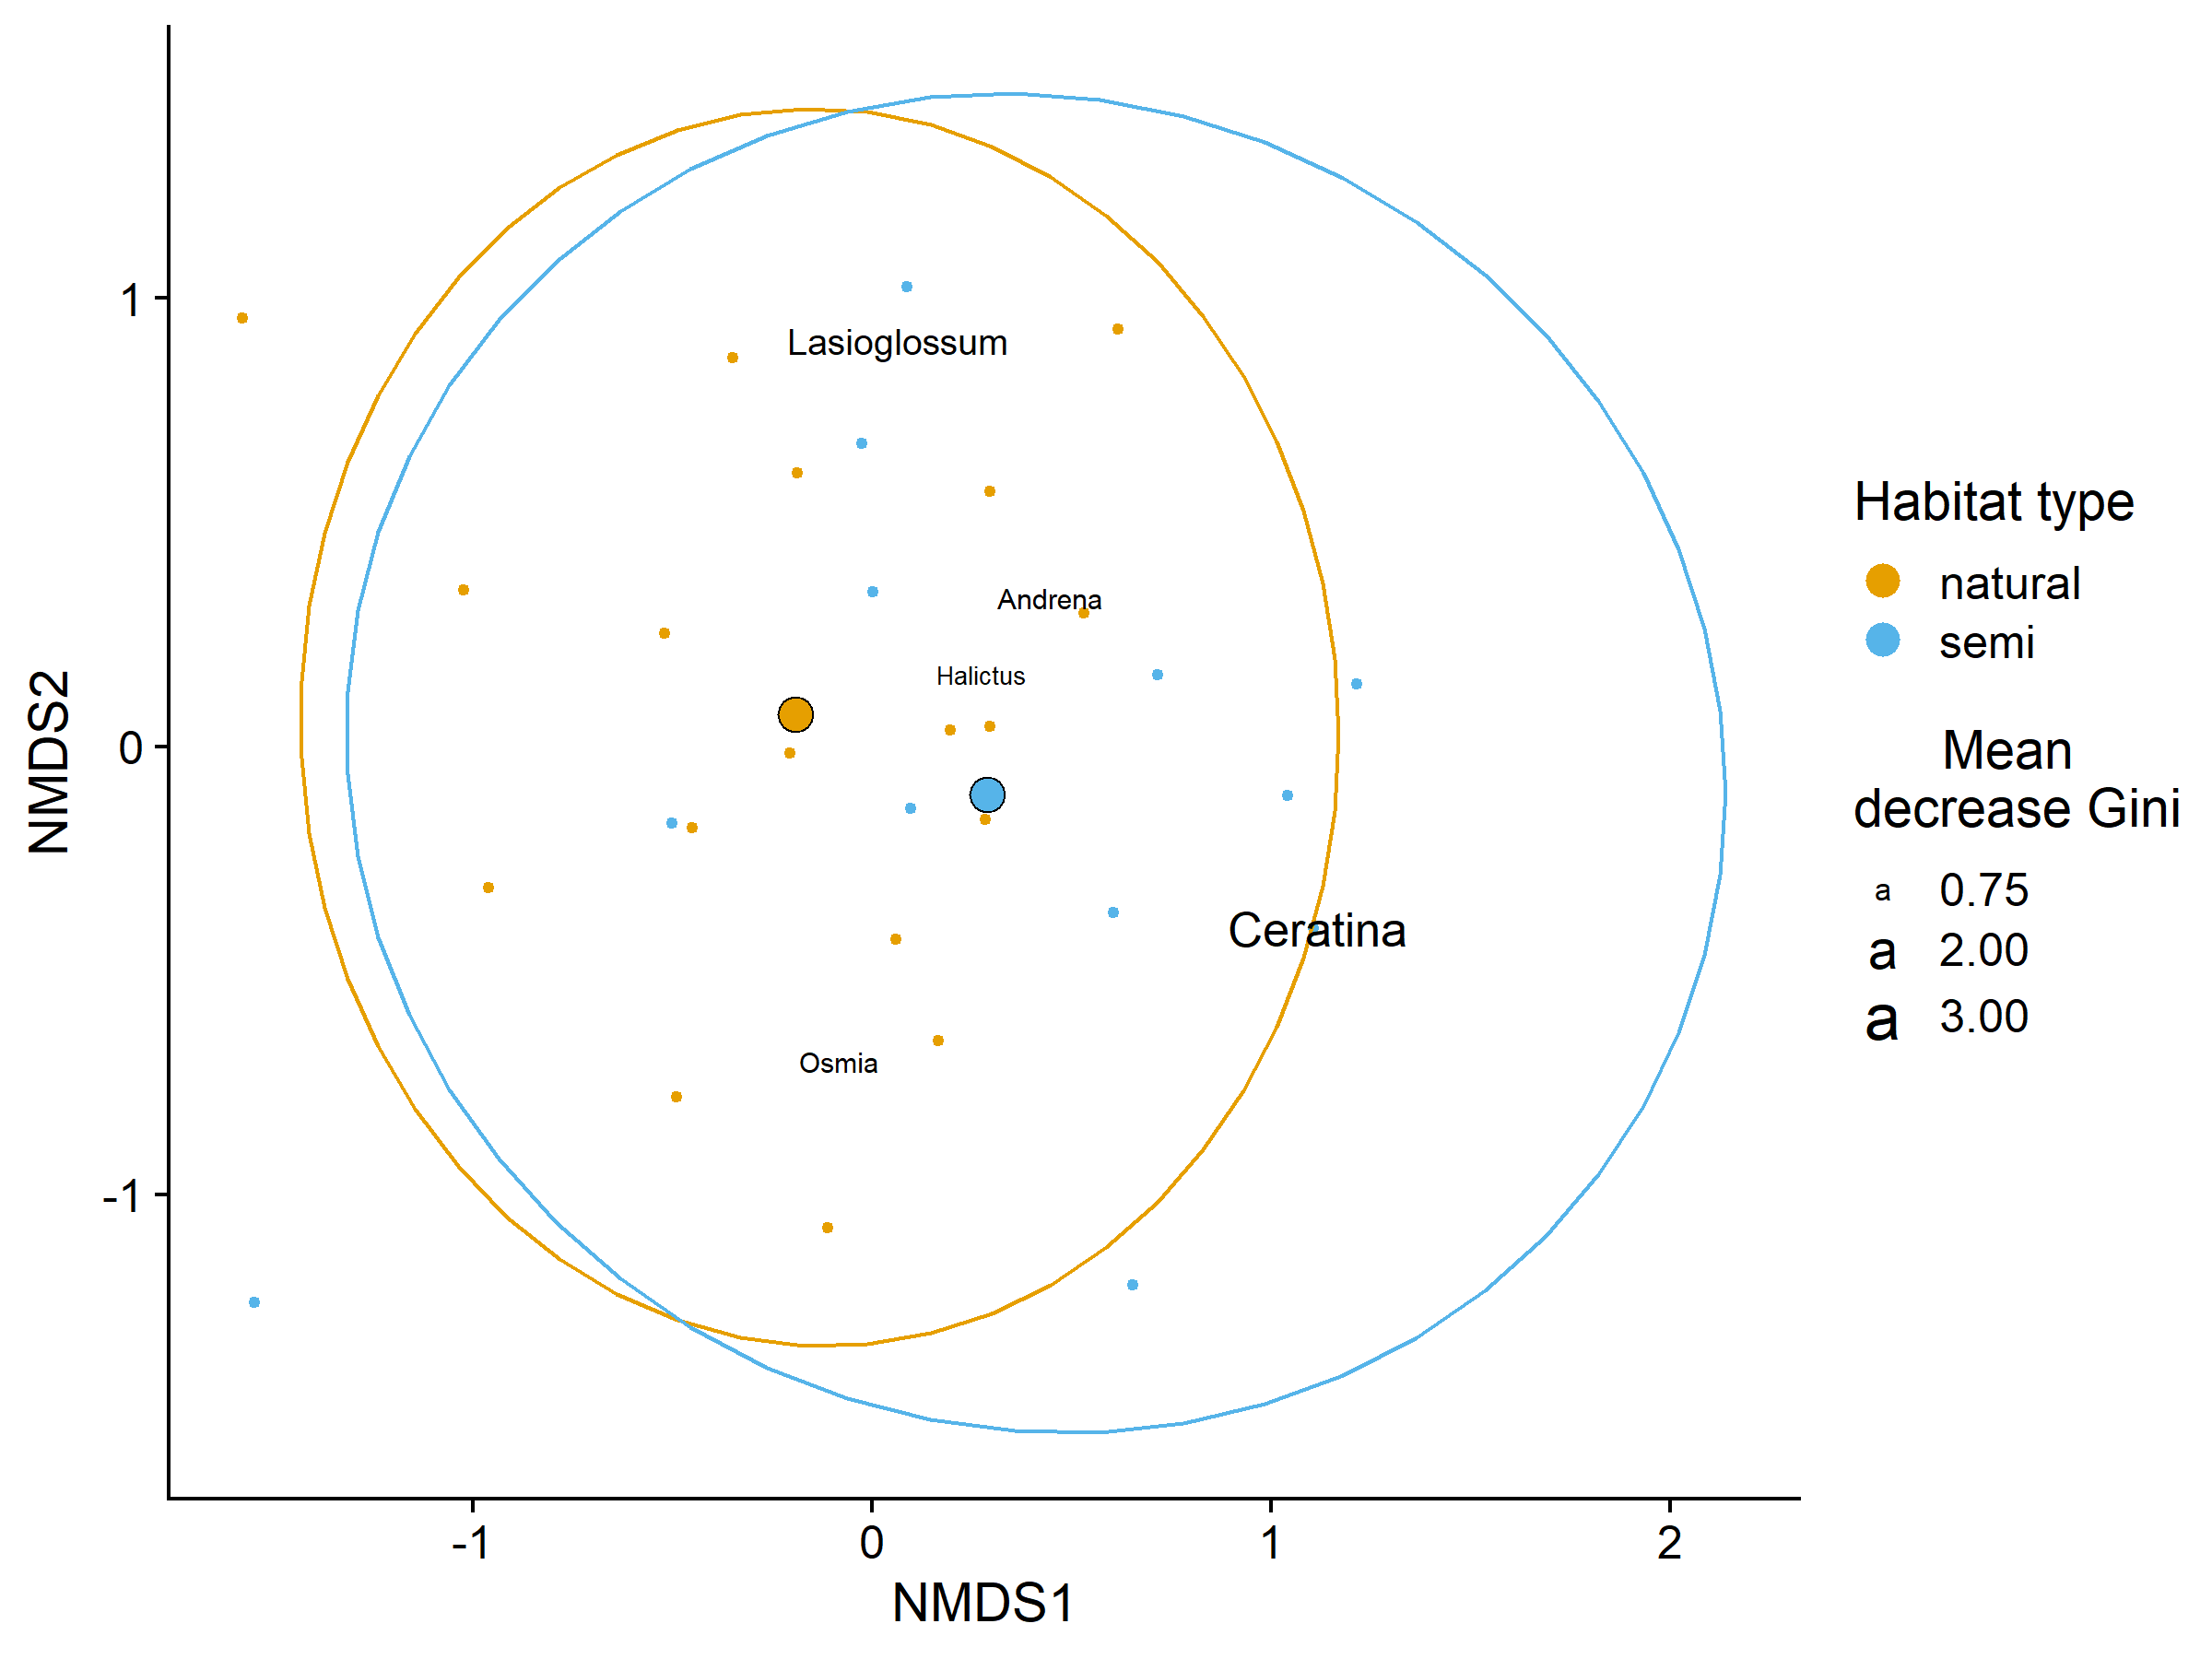 NMDS2
1
0
-1
Lasioglossum
Andrena
Halictus
Ceratina
Osmia
-1
0
1
2
NMDS1
Habitat type
natural
semi
Mean
decrease Gini
a 0.75
a 2.00
a 3.00